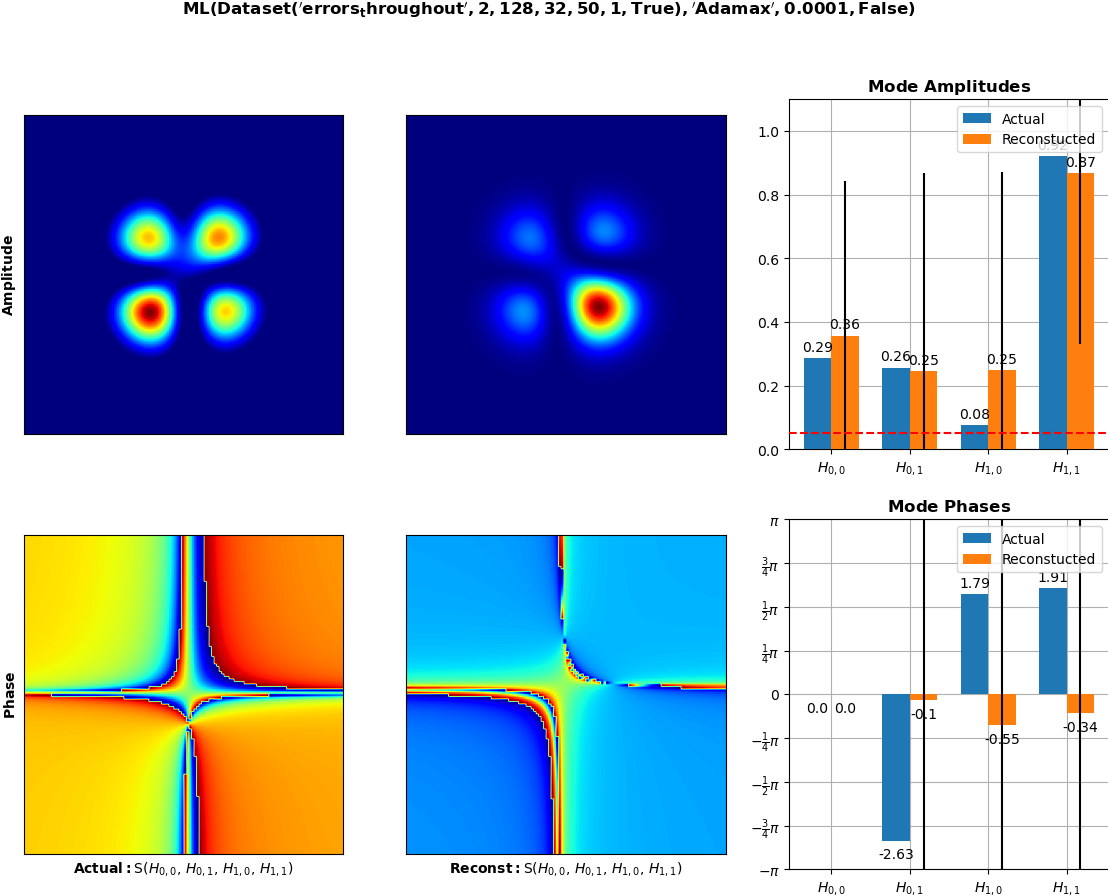 ML(Dataset('errors_throughout', 2, 128, 32, 50, 1, True), 'Adamax', 0.0001, False)
Amplitude
Mode Amplitudes
Actual
Reconstucted
1.0
0.8
0.6
0.4
0.2
0.0
0.29
0.36
0.26
0.25
0.08
0.25
0.92
0.87
H0,0
H0,1
H1,0
H1,1
Phase
Actual: S(H0,0, H0,1, H1,0, H1,1)
Reconst: S(H0,0, H0,1, H1,0, H1,1)
Mode Phases
Actual
Reconstucted
π
3/4π
1/2π
1/4π
0
−1/4π
−1/2π
−3/4π
−π
0.0
0.0
-2.63
-0.1
1.79
-0.55
1.91
-0.34
H0,0
H0,1
H1,0
H1,1